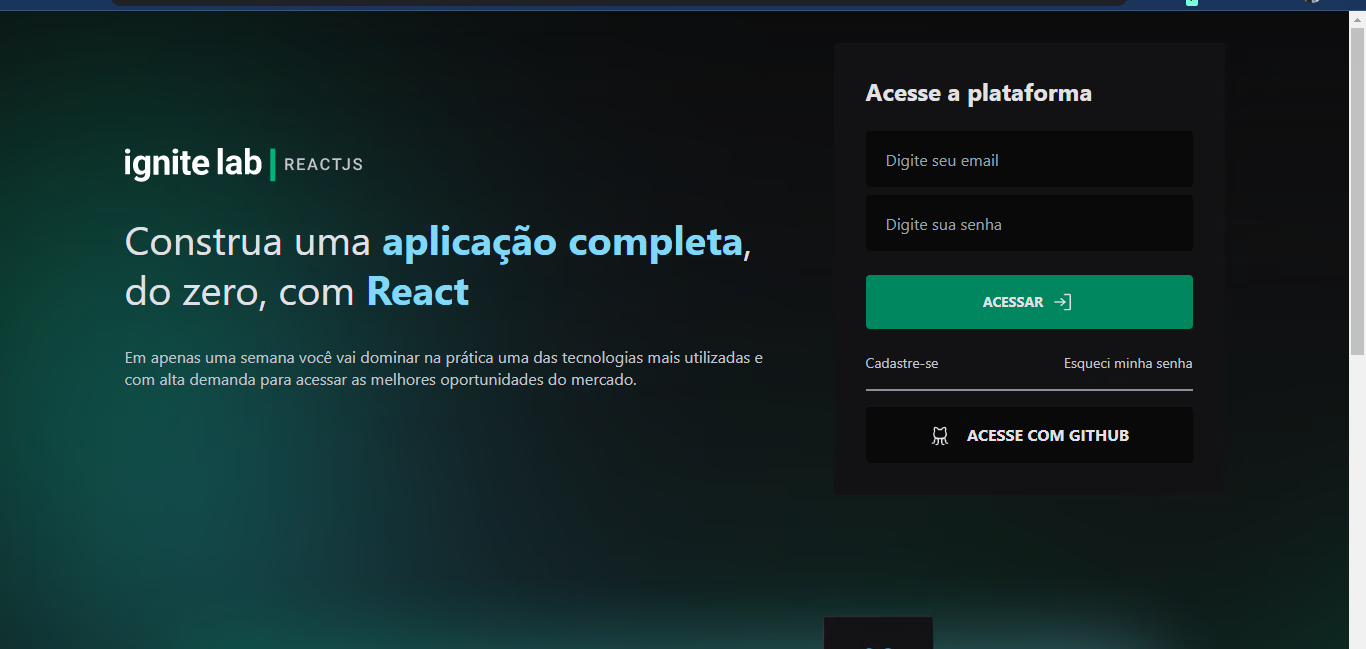 ignite lab REACTJS
Construa uma aplicação completa,
do zero, com React
Em apenas uma semana você vai dominar na prática uma das tecnologias mais utilizadas e
com alta demanda para acessar as melhores oportunidades do mercado.
Acesse a plataforma
Digite seu email
Digite sua senha
ACESSAR
Cadastre-se
Esqueci minha senha
ACESSE COM GITHUB